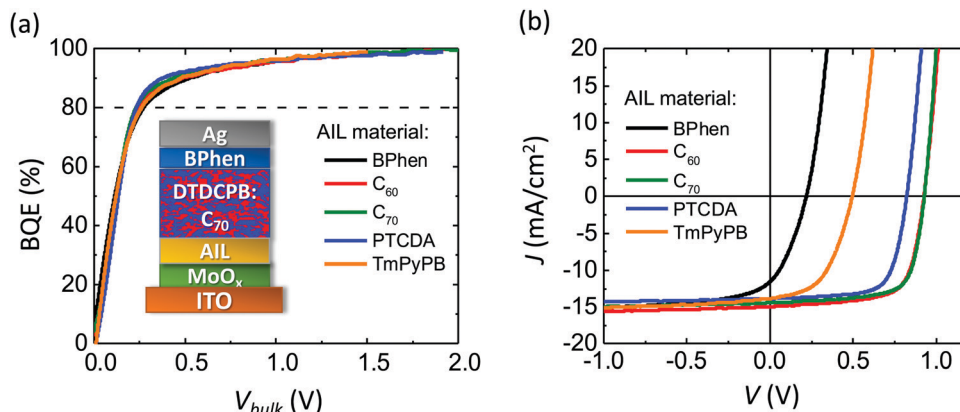 (a)
100
80
60
40
20
0
BQE (%)
0.0
0.5
1.0
1.5
2.0
V_bulk (V)
Ag
BPhen
DTDCPB:
C₇₀
AIL
MoOₓ
ITO
AIL material:
BPhen
C₆₀
C₇₀
PTCDA
TmPyPB
(b)
20
15
10
5
0
-5
-10
-15
-20
J (mA/cm2)
-1.0
-0.5
0.0
0.5
1.0
V (V)
AIL material:
BPhen
C₆₀
C₇₀
PTCDA
TmPyPB